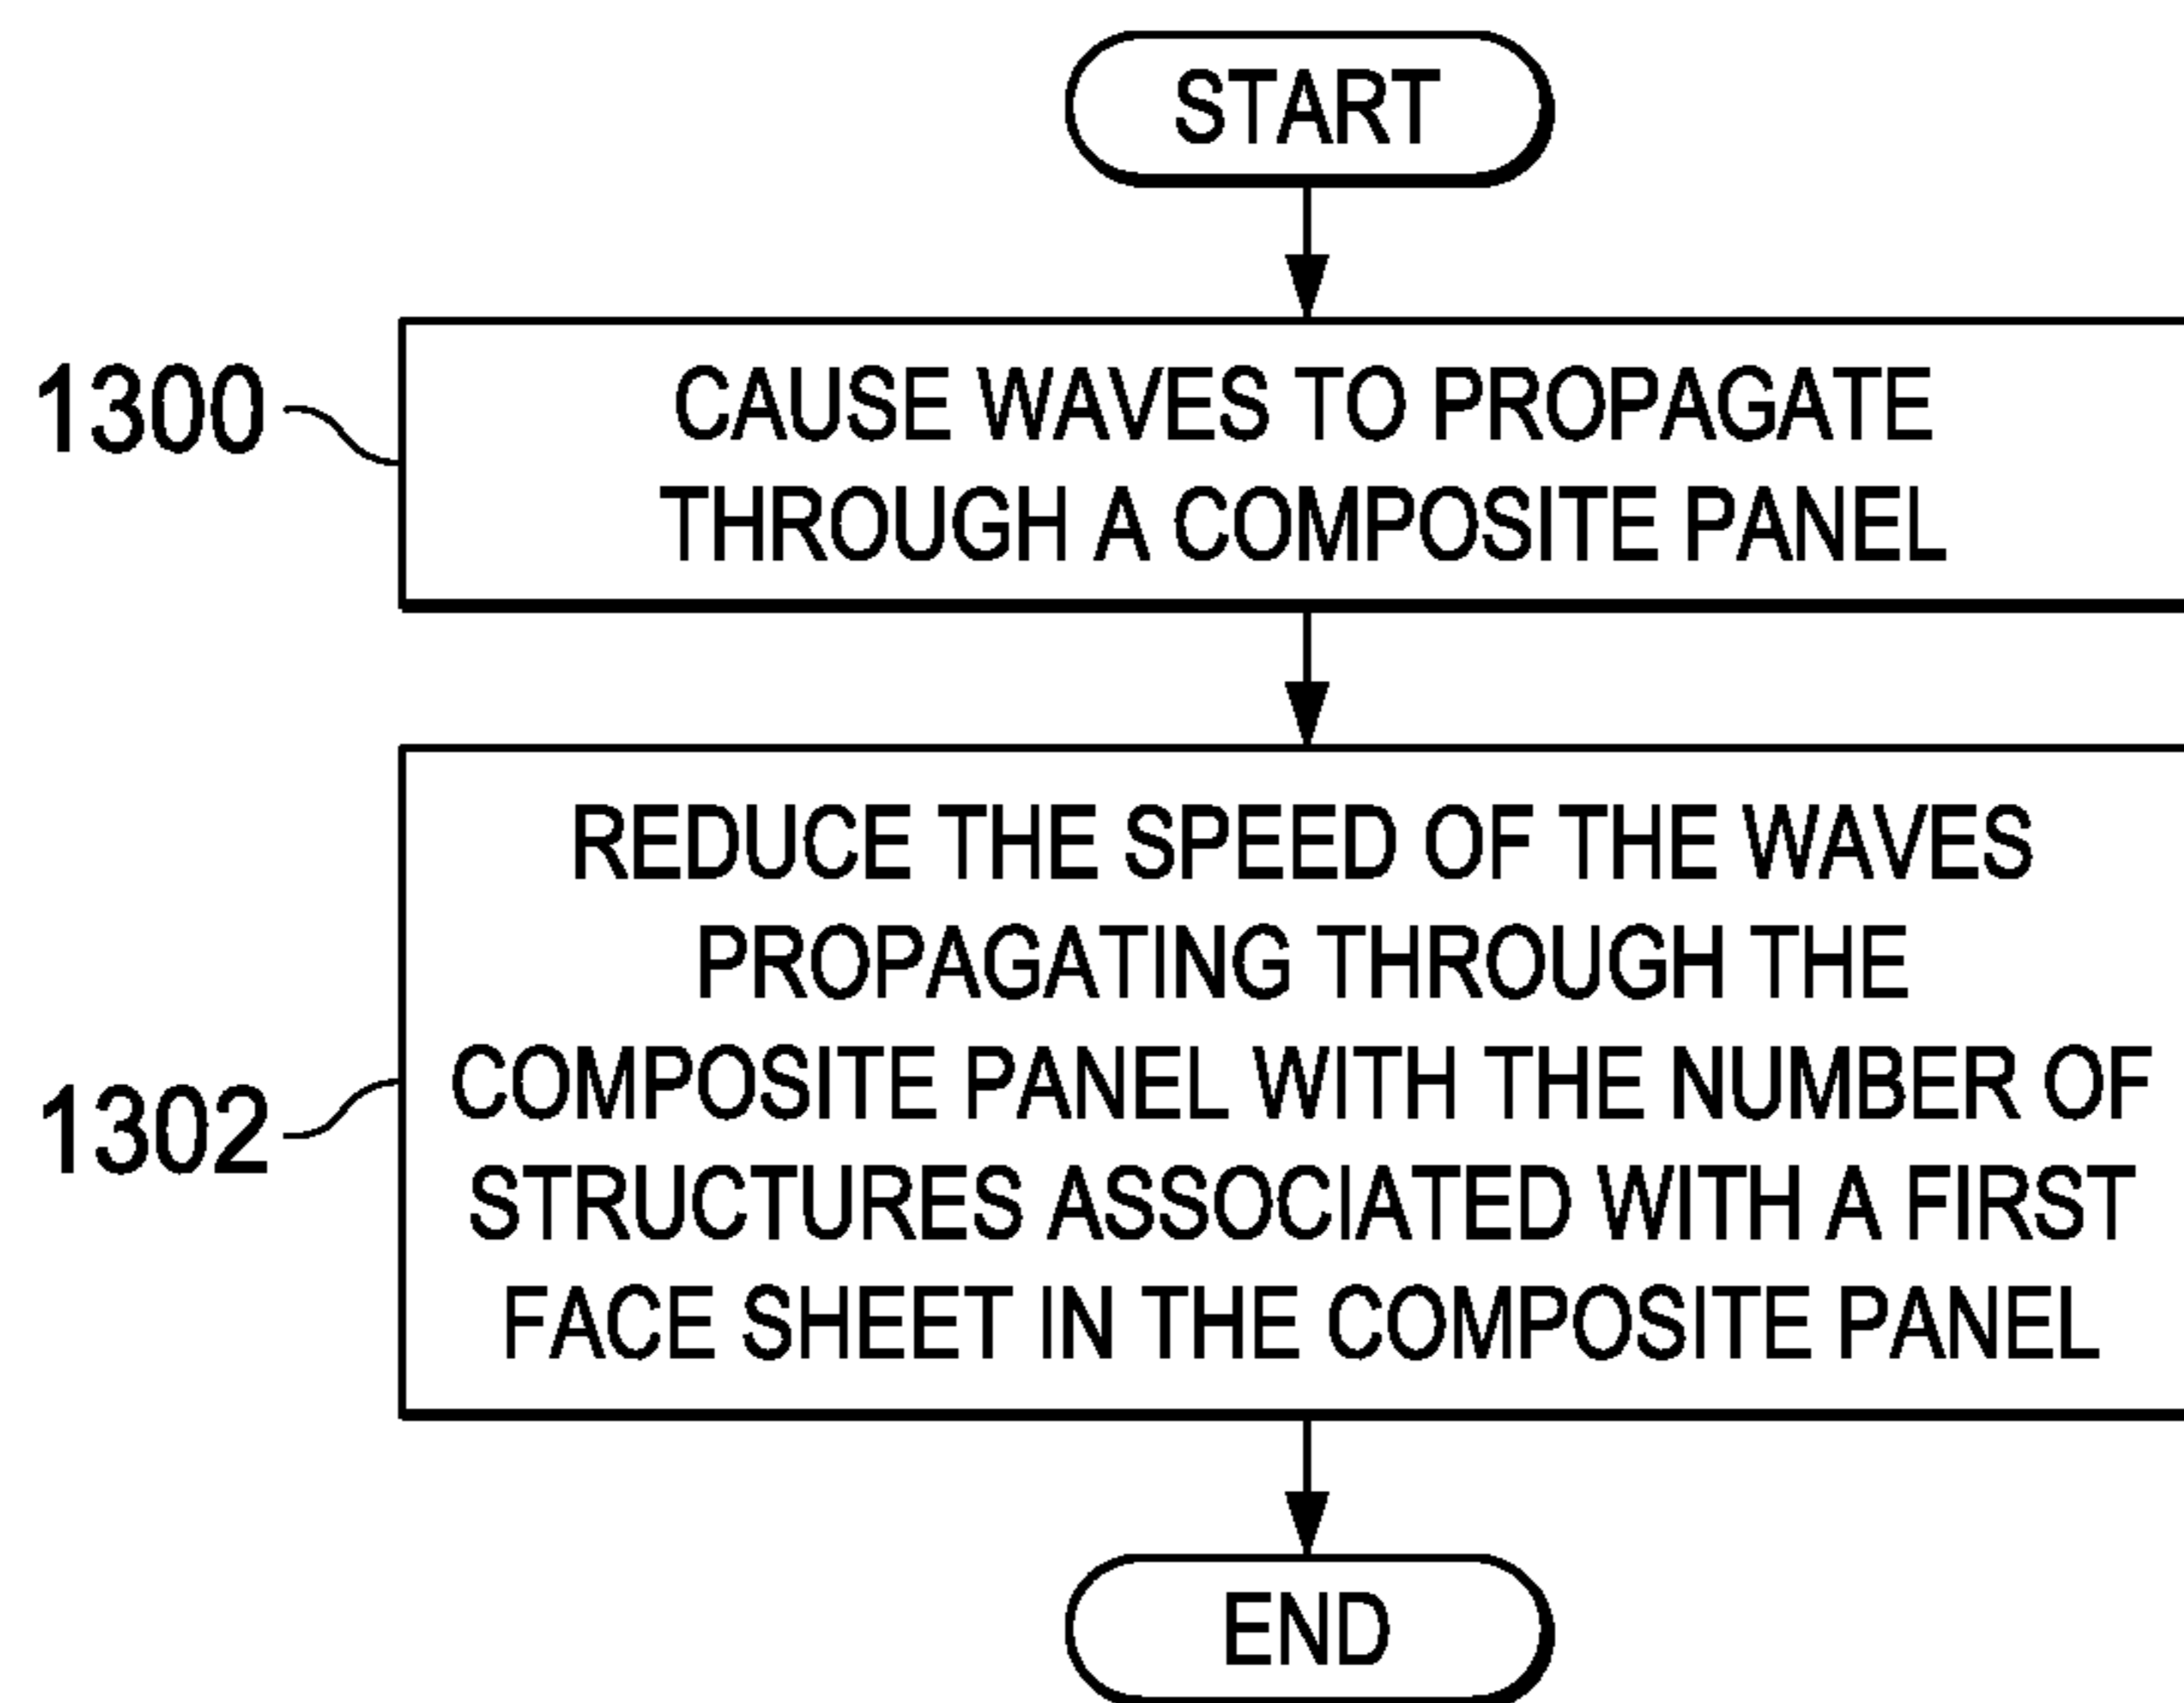 START
1300
CAUSE WAVES TO PROPAGATE
THROUGH A COMPOSITE PANEL
1302
REDUCE THE SPEED OF THE WAVES
PROPAGATING THROUGH THE
COMPOSITE PANEL WITH THE NUMBER OF
STRUCTURES ASSOCIATED WITH A FIRST
FACE SHEET IN THE COMPOSITE PANEL
END